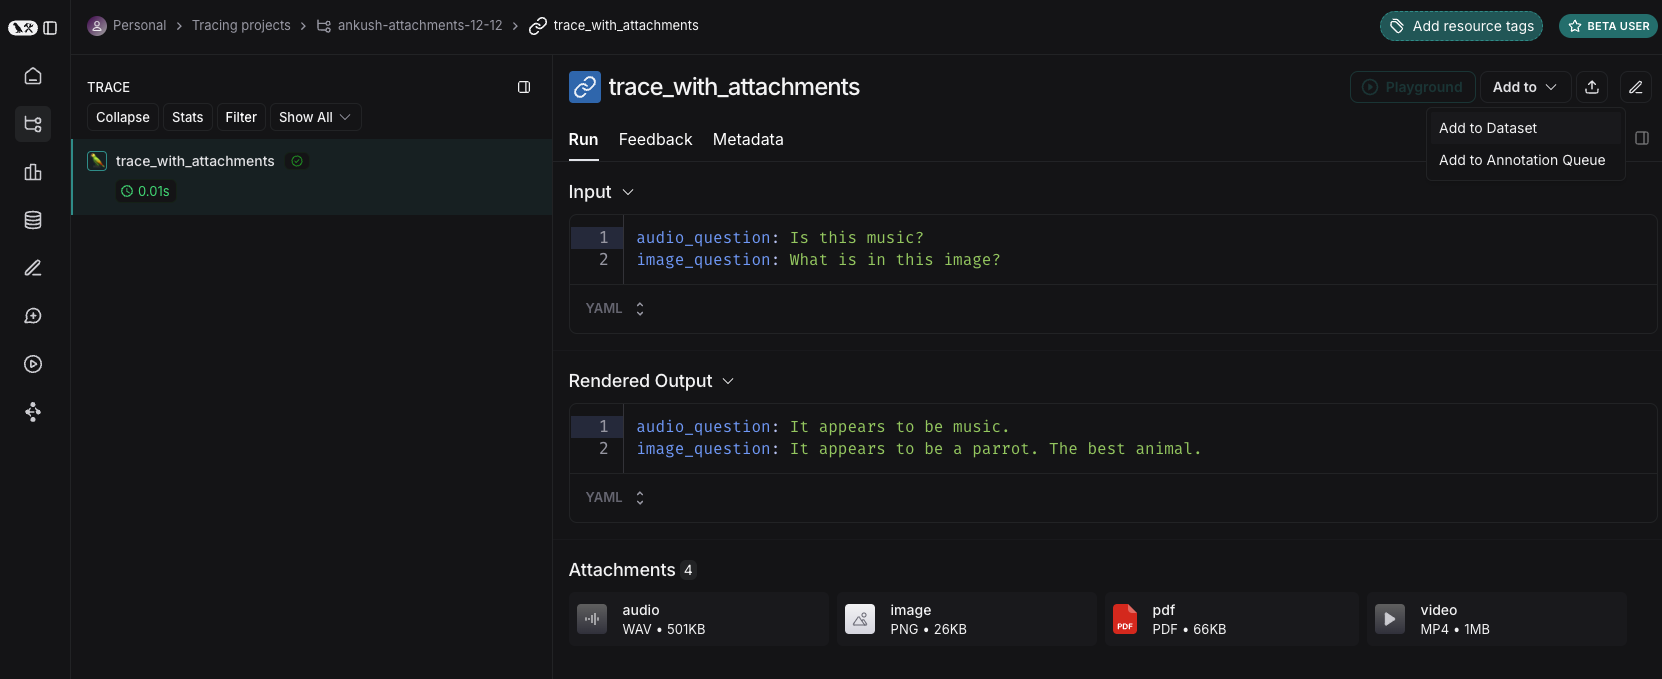 Personal > Tracing projects > ankush-attachments-12-12 > trace_with_attachments
Add resource tags
BETA USER
TRACE
Collapse Stats Filter Show All
trace_with_attachments
0.01s
trace_with_attachments
Playground
Add to
Add to Dataset
Add to Annotation Queue
Run Feedback Metadata
Input
1 audio_question: Is this music?
2 image_question: What is in this image?
YAML
Rendered Output
1 audio_question: It appears to be music.
2 image_question: It appears to be a parrot. The best animal.
YAML
Attachments 4
audio
WAV • 501KB
image
PNG • 26KB
PDF
pdf
PDF • 66KB
video
MP4 • 1MB